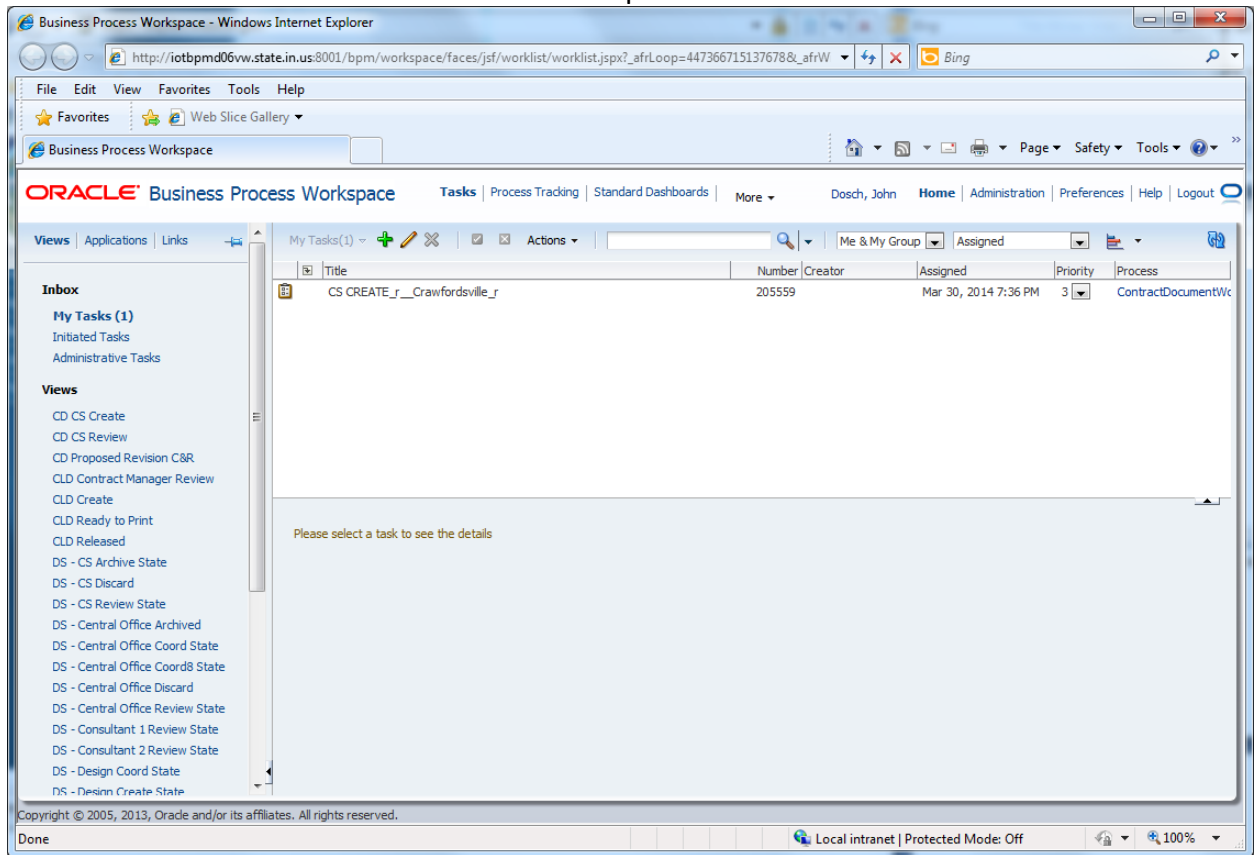 Business Process Workspace - Windows Internet Explorer
http://iotbpmd06vw.state.in.us:8001/bpm/workspace/faces/jsf/worklist/worklist.jspx?_afrLoop=447366715137678&_afrW
Bing
File Edit View Favorites Tools Help
Favorites Web Slice Gallery
Business Process Workspace
Page Safety Tools
ORACLE Business Process Workspace Tasks Process Tracking Standard Dashboards More Dosch, John Home Administration Preferences Help Logout
Views Applications Links
My Tasks(1) Actions Me & My Group Assigned
Title Number Creator Assigned Priority Process
CS CREATE_r__Crawfordsville_r 205559 Mar 30, 2014 7:36 PM 3 ContractDocumentWc
Inbox
My Tasks (1)
Initiated Tasks
Administrative Tasks
Views
CD CS Create
CD CS Review
CD Proposed Revision C&R
CLD Contract Manager Review
CLD Create
CLD Ready to Print
CLD Released
DS - CS Archive State
DS - CS Discard
DS - CS Review State
DS - Central Office Archived
DS - Central Office Coord State
DS - Central Office Coord8 State
DS - Central Office Discard
DS - Central Office Review State
DS - Consultant 1 Review State
DS - Consultant 2 Review State
DS - Design Coord State
DS - Design Create State
Please select a task to see the details
Copyright © 2005, 2013, Oracle and/or its affiliates. All rights reserved.
Done Local intranet | Protected Mode: Off 100%